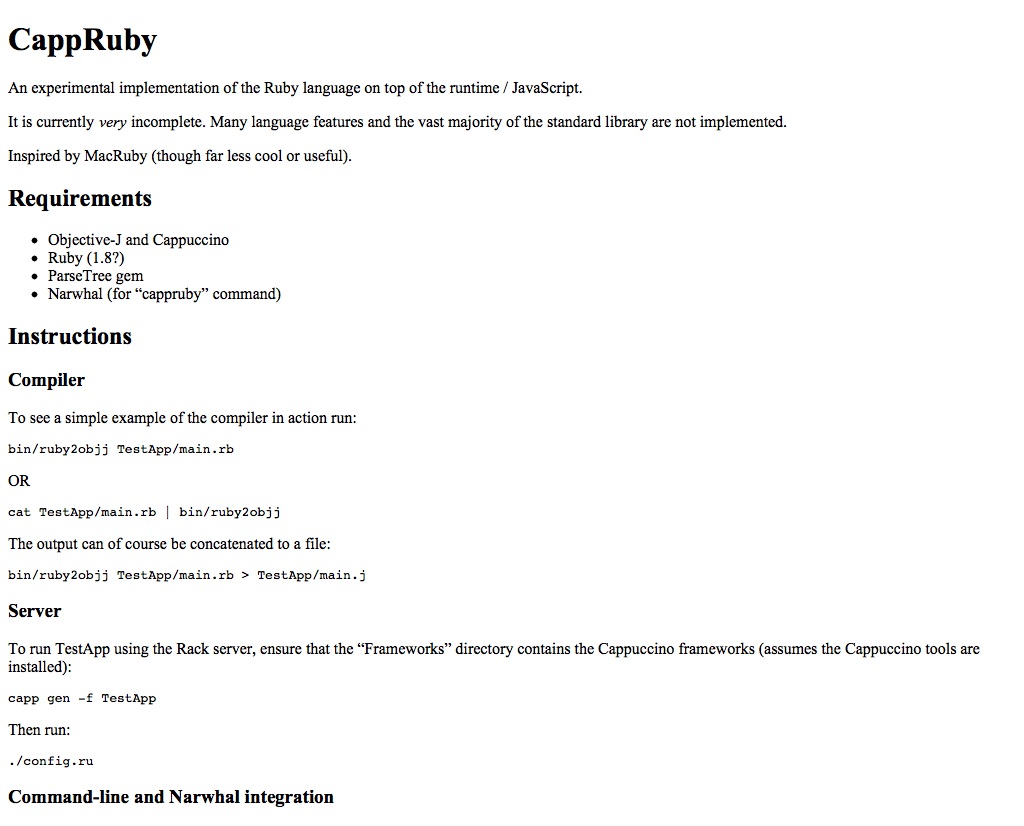 CappRuby
An experimental implementation of the Ruby language on top of the runtime / JavaScript.
It is currently very incomplete. Many language features and the vast majority of the standard library are not implemented.
Inspired by MacRuby (though far less cool or useful).
Requirements
• Objective-J and Cappuccino
• Ruby (1.8?)
• ParseTree gem
• Narwhal (for “cappruby” command)
Instructions
Compiler
To see a simple example of the compiler in action run:
bin/ruby2objj TestApp/main.rb
OR
cat TestApp/main.rb | bin/ruby2objj
The output can of course be concatenated to a file:
bin/ruby2objj TestApp/main.rb > TestApp/main.j
Server
To run TestApp using the Rack server, ensure that the “Frameworks” directory contains the Cappuccino frameworks (assumes the Cappuccino tools are
installed):
capp gen -f TestApp
Then run:
./config.ru
Command-line and Narwhal integration